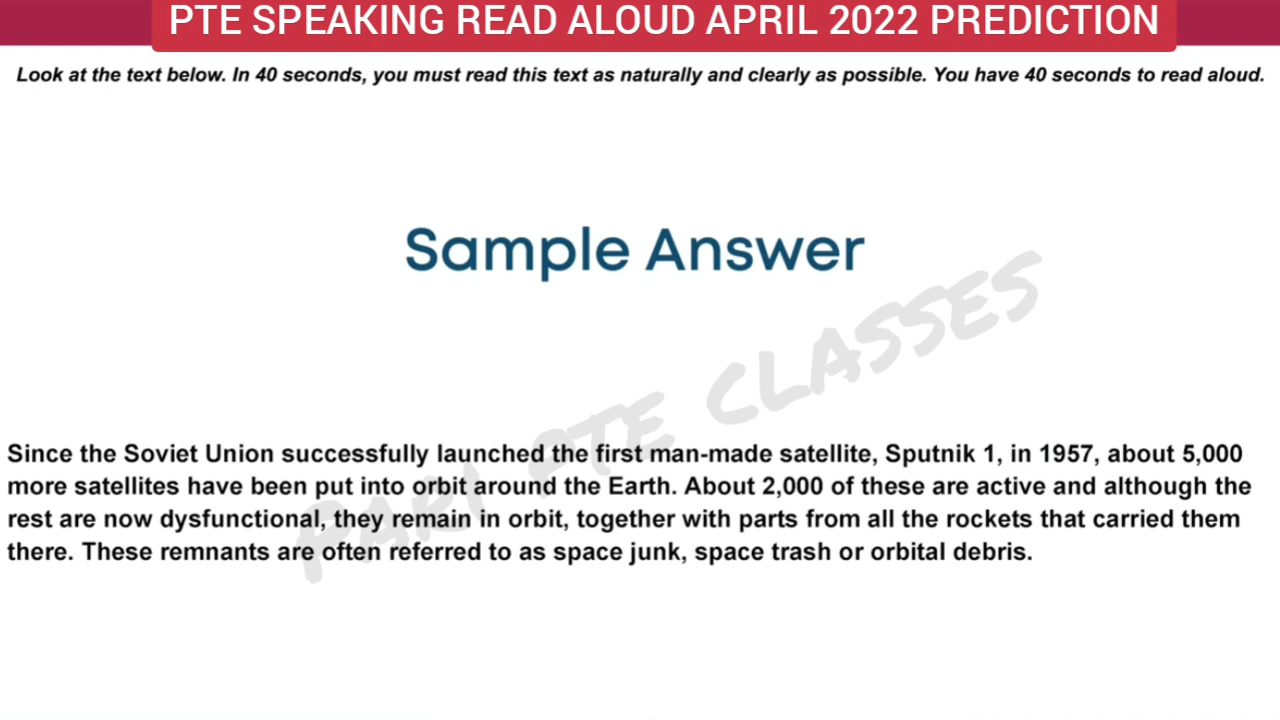 PTE SPEAKING READ ALOUD APRIL 2022 PREDICTION
Look at the text below. In 40 seconds, you must read this text as naturally and clearly as possible. You have 40 seconds to read aloud.
Sample Answer
PARI PTE CLASSES
Since the Soviet Union successfully launched the first man-made satellite, Sputnik 1, in 1957, about 5,000
more satellites have been put into orbit around the Earth. About 2,000 of these are active and although the
rest are now dysfunctional, they remain in orbit, together with parts from all the rockets that carried them
there. These remnants are often referred to as space junk, space trash or orbital debris.